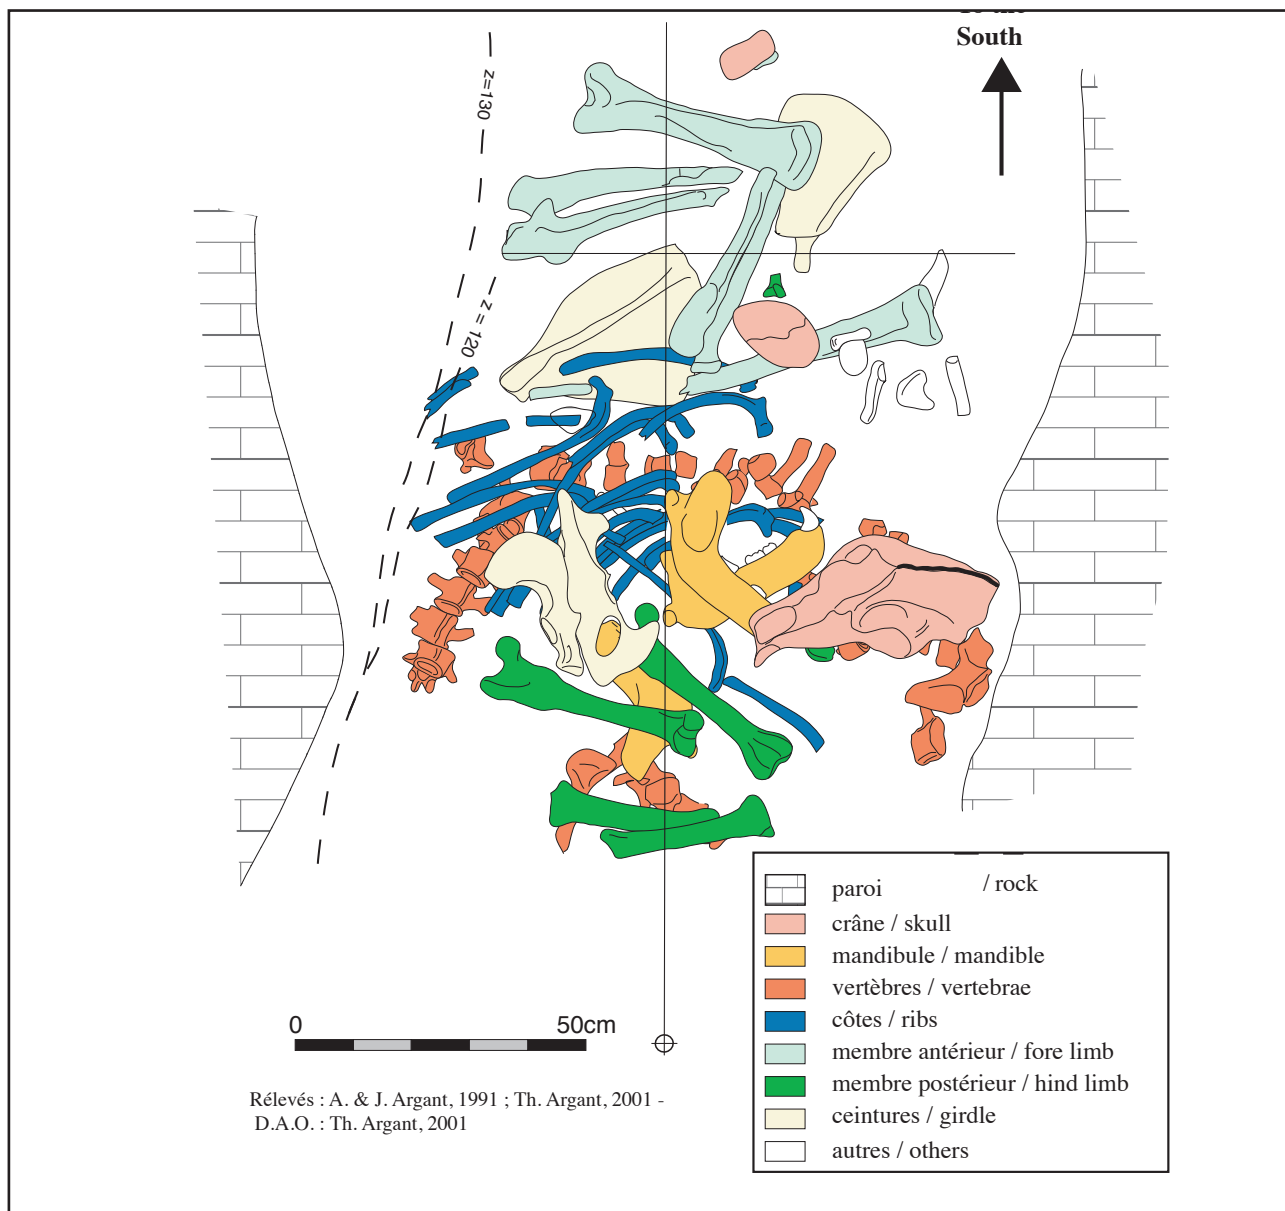 South
z=130
z = 120
paroi / rock
crâne / skull
mandibule / mandible
vertèbres / vertebrae
côtes / ribs
membre antérieur / fore limb
membre postérieur / hind limb
ceintures / girdle
autres / others
0 50cm
Rélevés : A. & J. Argant, 1991 ; Th. Argant, 2001 -
D.A.O. : Th. Argant, 2001